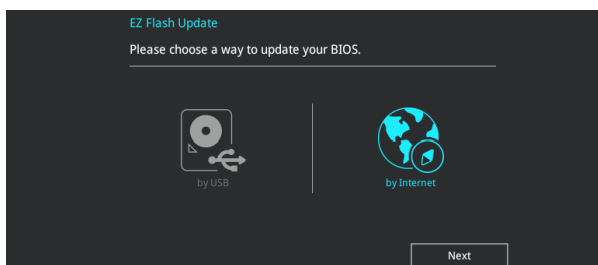 EZ Flash Update
Please choose a way to update your BIOS.
by USB
by Internet
Next